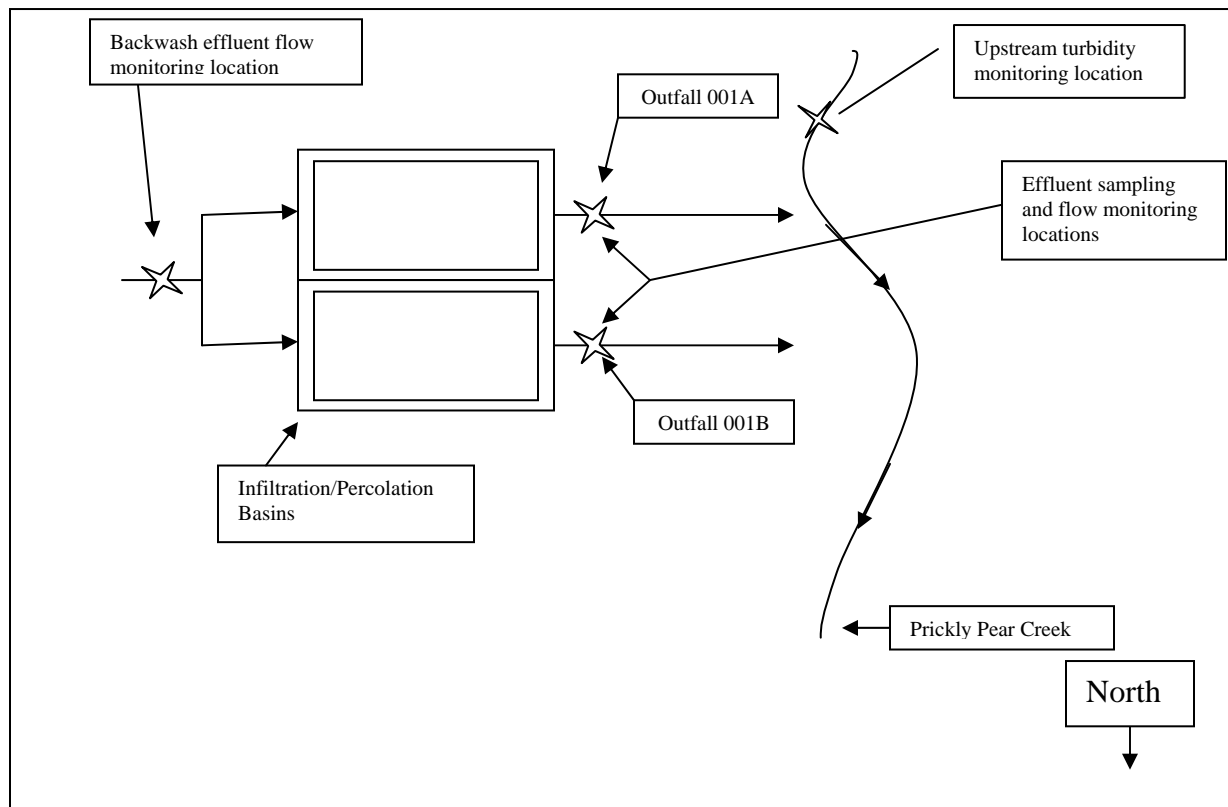 Backwash effluent flow
monitoring location
Upstream turbidity
monitoring location
Outfall 001A
Effluent sampling
and flow monitoring
locations
Outfall 001B
Infiltration/Percolation
Basins
Prickly Pear Creek
North